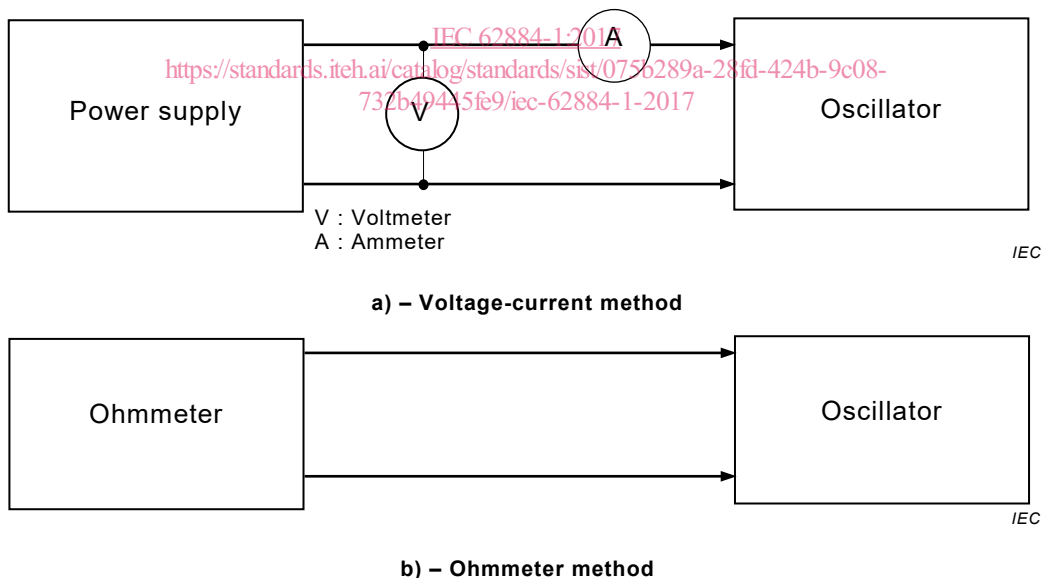 IEC 62884-1:2017
A
https://standards.iteh.ai/catalog/standards/sist/075b289a-28fd-424b-9c08-
732b49445fe9/iec-62884-1-2017
Power supply
V
Oscillator
V : Voltmeter
A : Ammeter
IEC
a) – Voltage-current method
Ohmmeter
Oscillator
IEC
b) – Ohmmeter method